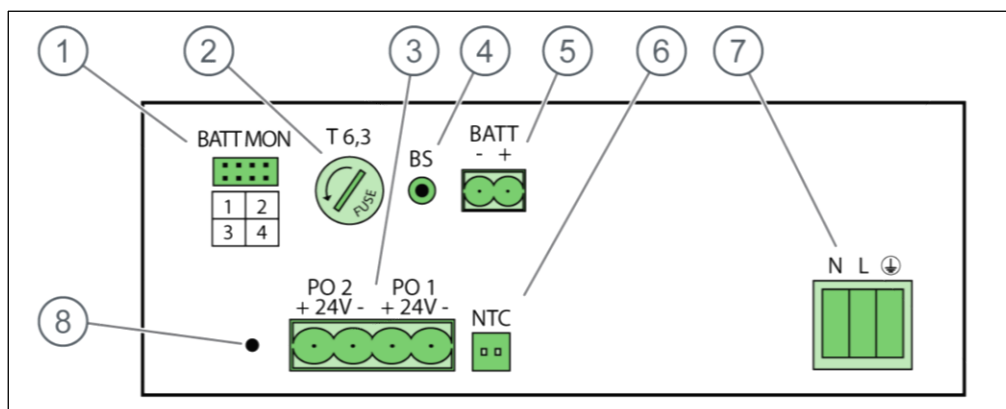 1 2 3 4 5 6 7
BATT MON T 6,3 BS BATT
- +
FUSE
1 2
3 4
N L
PO 2 PO 1
+ 24V - + 24V -
NTC
8